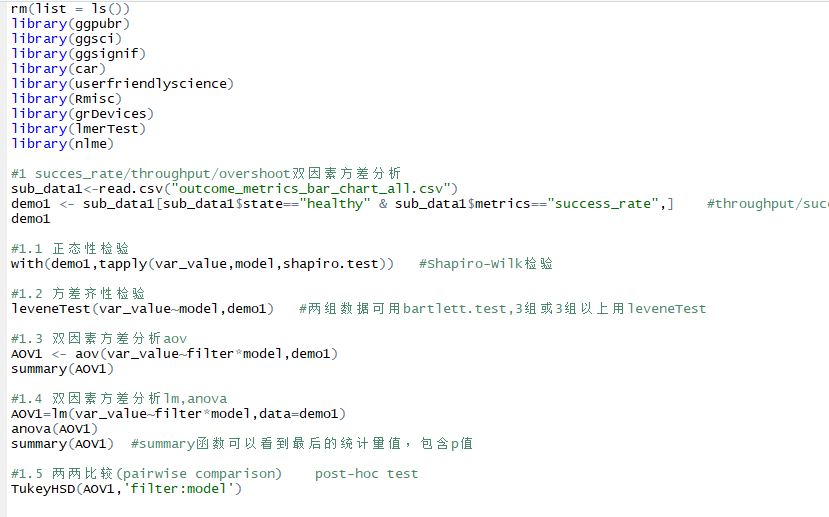 rm(list = ls())
library(ggpubr)
library(ggsci)
library(ggsignif)
library(car)
library(userfriendlyscience)
library(Rmisc)
library(grDevices)
library(lmerTest)
library(nlme)
#1 succes_rate/throughput/overshoot双因素方差分析
sub_data1<-read.csv("outcome_metrics_bar_chart_all.csv")
demo1 <- sub_data1[sub_data1$state=="healthy" & sub_data1$metrics=="success_rate",]    #throughput/suc
demo1
#1.1 正态性检验
with(demo1,tapply(var_value,model,shapiro.test))   #Shapiro-Wilk检验
#1.2 方差齐性检验
leveneTest(var_value~model,demo1)   #两组数据可用bartlett.test,3组或3组以上用leveneTest
#1.3 双因素方差分析aov
AOV1 <- aov(var_value~filter*model,demo1)
summary(AOV1)
#1.4 双因素方差分析lm,anova
AOV1=lm(var_value~filter*model,data=demo1)
anova(AOV1)
summary(AOV1)  #summary函数可以看到最后的统计量值，包含p值
#1.5 两两比较(pairwise comparison)    post-hoc test
TukeyHSD(AOV1,'filter:model')